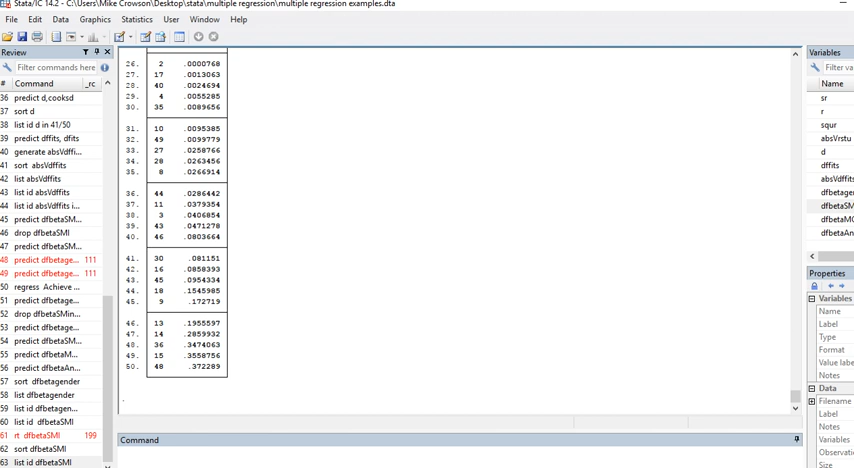 Stata/IC 14.2 - C:\Users\Mike Crowson\Desktop\stata\multiple regression\multiple regression examples.dta
File Edit Data Graphics Statistics User Window Help
Review
Filter commands here
# Command _rc
36 predict d,cooksd
37 sort d
38 list id d in 41/50
39 predict dffits, dfits
40 generate absVdffi...
41 sort absVdffits
42 list absVdffits
43 list id absVdffits
44 list id absVdffits i...
45 predict dfbetaSM...
46 drop dfbetaSMI
47 predict dfbetaSM...
48 predict dfbetage... 111
49 predict dfbetage... 111
50 regress Achieve ...
51 predict dfbetage...
52 drop dfbetaSMin...
53 predict dfbetage...
54 predict dfbetaSM...
55 predict dfbetaM...
56 predict dfbetaAn...
57 sort dfbetagender
58 list dfbetagender
59 list id dfbetagen...
60 list id dfbetaSMI
61 rt dfbetaSMI 199
62 sort dfbetaSMI
63 list id dfbetaSMI
26. 2 .0000768
27. 17 .0013063
28. 40 .0024694
29. 4 .0055285
30. 35 .0089656
31. 10 .0095385
32. 49 .0099779
33. 27 .0258766
34. 28 .0263456
35. 8 .0266914
36. 44 .0286442
37. 11 .0379354
38. 3 .0406854
39. 43 .0471278
40. 46 .0803664
41. 30 .081151
42. 16 .0858393
43. 45 .0954334
44. 18 .1545985
45. 9 .172719
46. 13 .1955597
47. 14 .2859932
48. 36 .3474063
49. 15 .3558756
50. 48 .372289
.
Command
Variables
Filter va
Name
sr
r
squr
absVrstu
d
dffits
absVdffits
dfbetagen
dfbetaSM
dfbetaMG
dfbetaAn
Properties
Variables
Name
Label
Type
Format
Value labe
Notes
Data
Filename
Label
Notes
Variables
Observati
Size